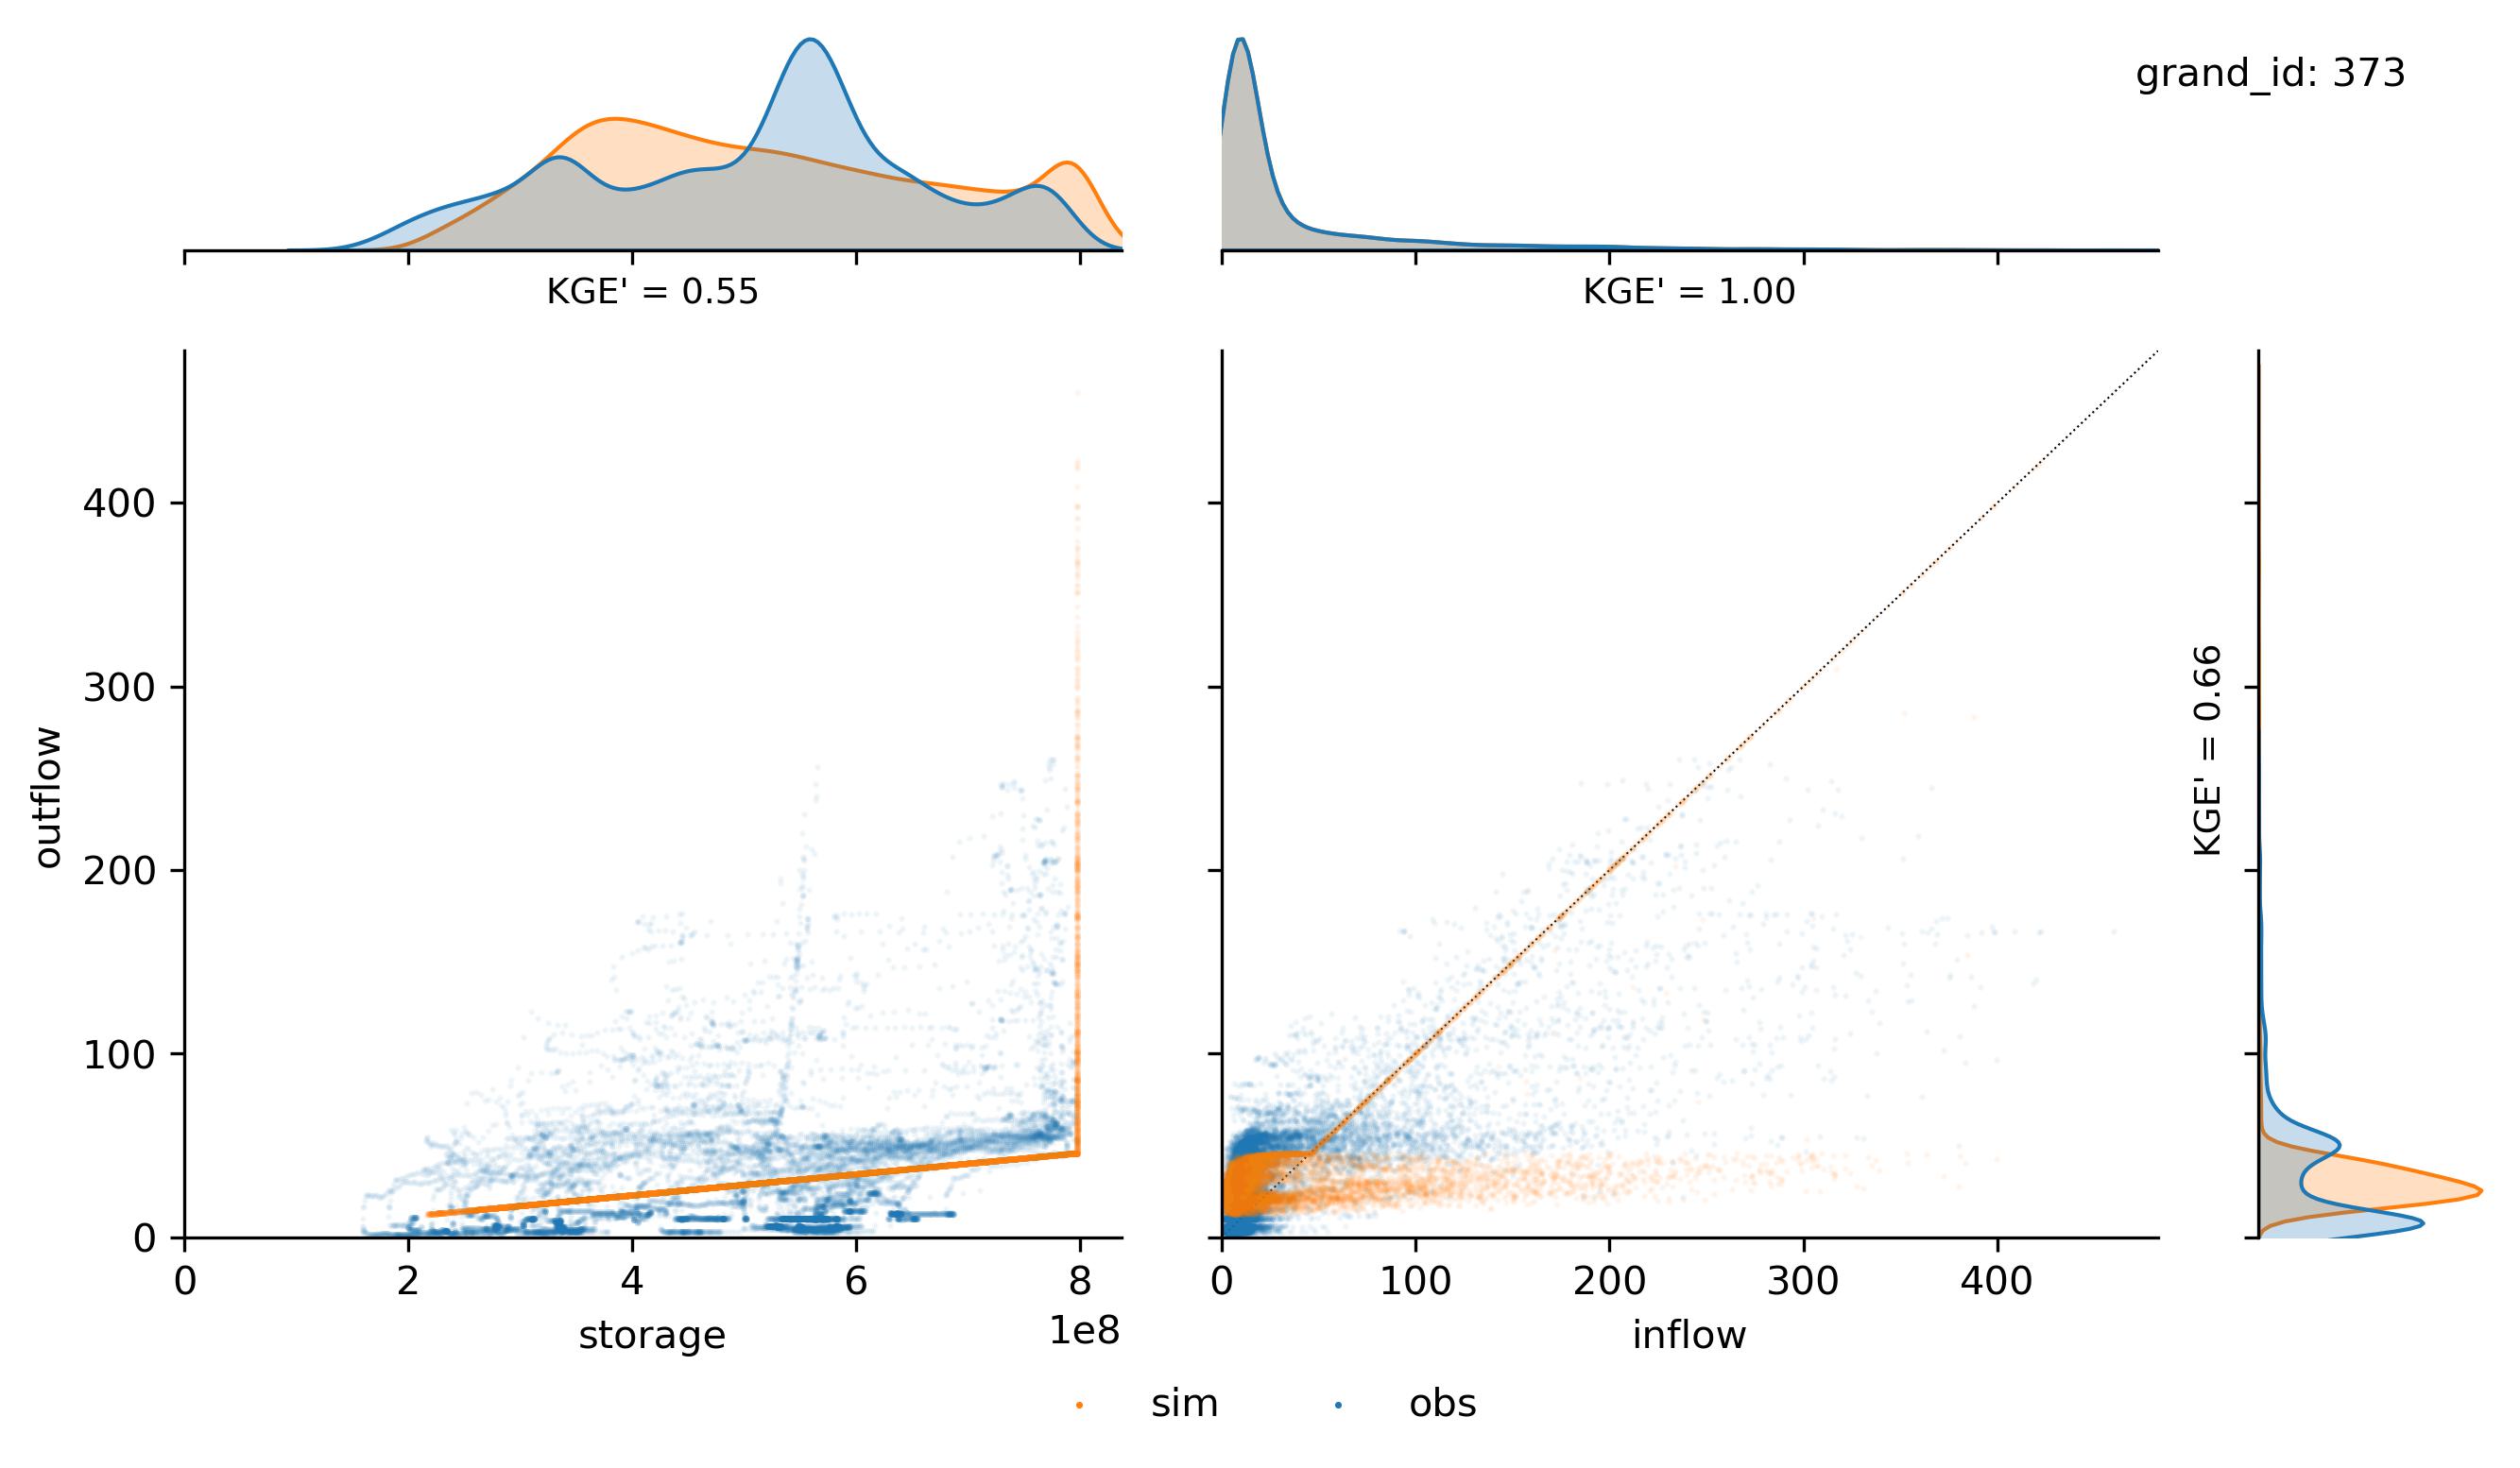 grand_id: 373
KGE' = 0.55
KGE' = 1.00
400
300
200
100
0
outflow
KGE' = 0.66
0 2 4 6 8
1e8
storage
0 100 200 300 400
inflow
sim obs